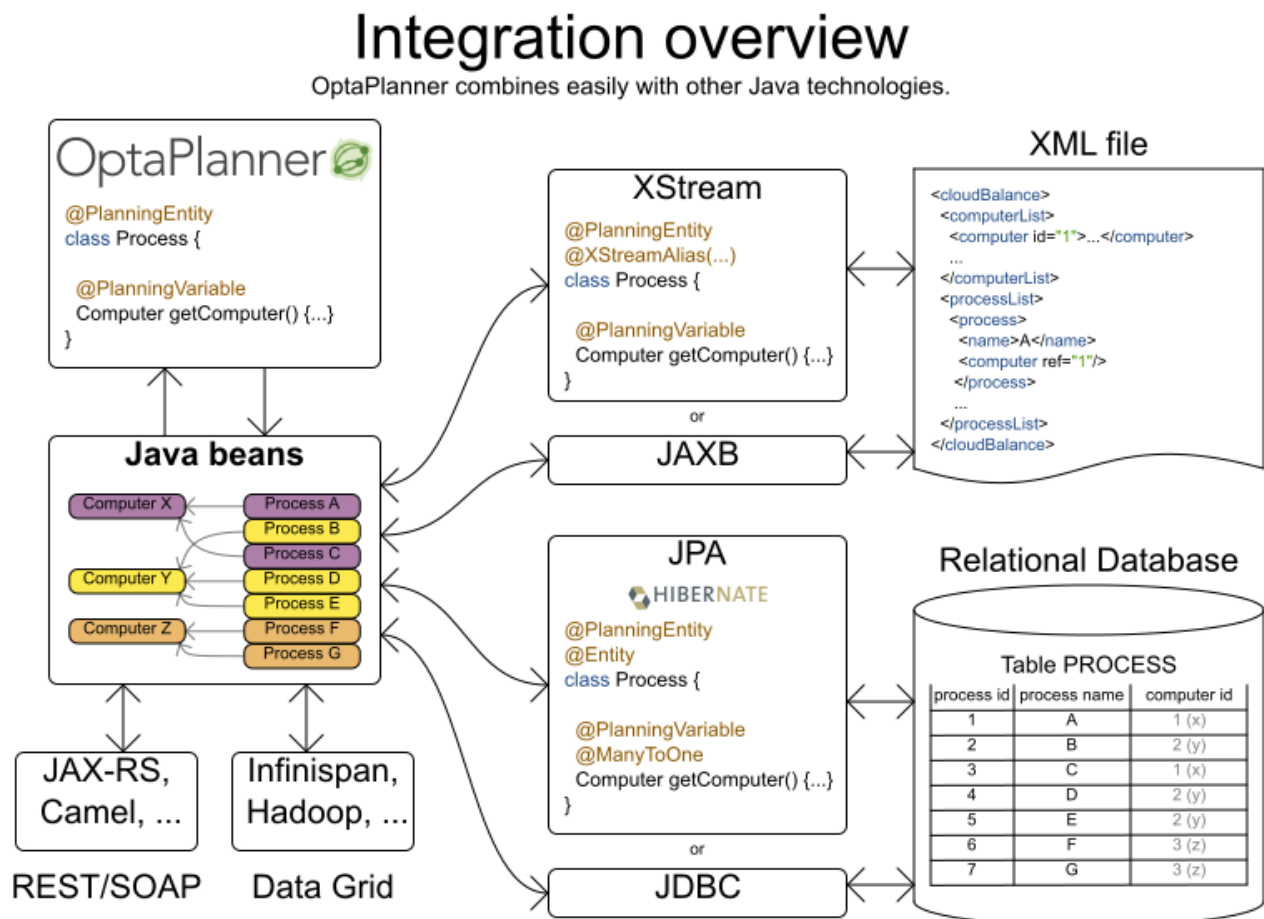 Integration overview
OptaPlanner combines easily with other Java technologies.
OptaPlanner
@PlanningEntity
class Process {
@PlanningVariable
Computer getComputer() {...}
}
Java beans
Computer X
Computer Y
Computer Z
Process A
Process B
Process C
Process D
Process E
Process F
Process G
JAX-RS,
Camel, ...
REST/SOAP
Infinispan,
Hadoop, ...
Data Grid
XStream
@PlanningEntity
@XStreamAlias(...)
class Process {
@PlanningVariable
Computer getComputer() {...}
}
or
JAXB
JPA
HIBERNATE
@PlanningEntity
@Entity
class Process {
@PlanningVariable
@ManyToOne
Computer getComputer() {...}
}
or
JDBC
XML file
<cloudBalance>
<computerList>
<computer id="1">...</computer>
...
</computerList>
<processList>
<process>
<name>A</name>
<computer ref="1"/>
</process>
...
</processList>
</cloudBalance>
Relational Database
Table PROCESS
process id process name computer id
1 A 1 (x)
2 B 2 (y)
3 C 1 (x)
4 D 2 (y)
5 E 2 (y)
6 F 3 (z)
7 G 3 (z)